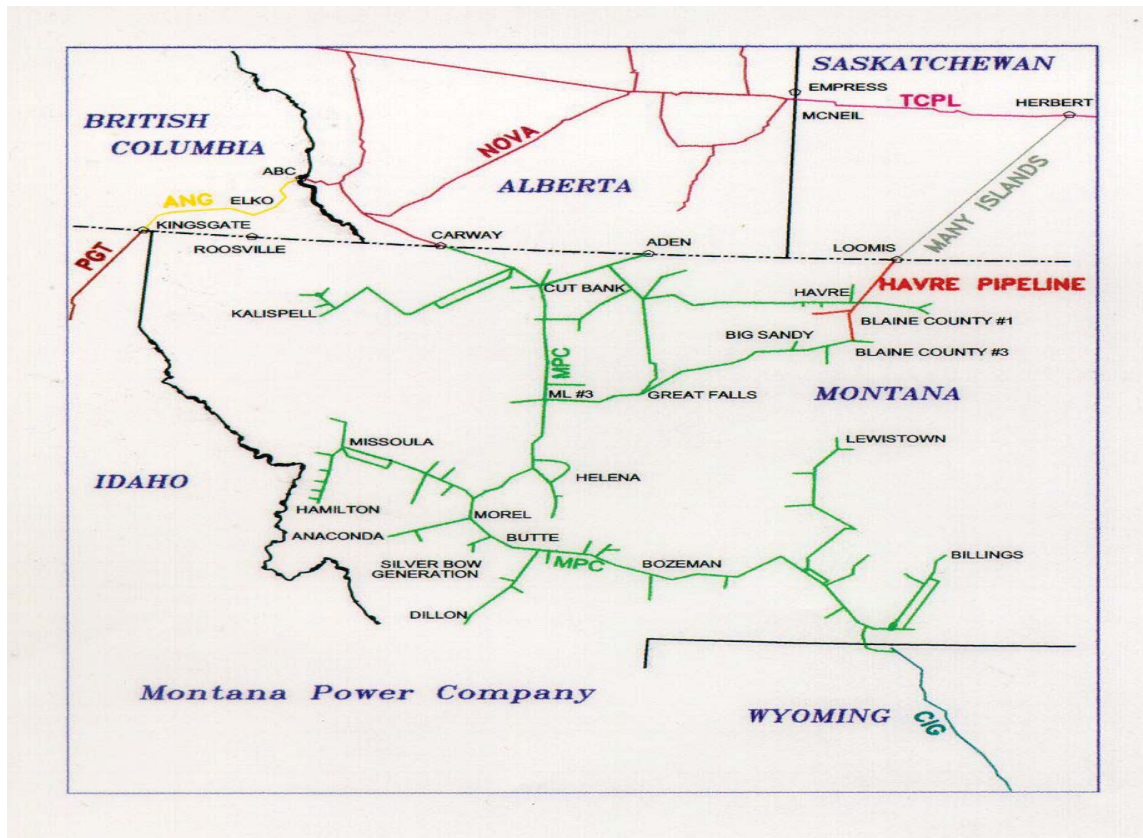 SASKATCHEWAN
EMPRESS
TCPL
HERBERT
MCNEIL
BRITISH
COLUMBIA
NOVA
ABC
ALBERTA
MANY ISLANDS
ANG
ELKO
KINGSGATE
ROOSVILLE
CARWAY
ADEN
LOOMIS
PGT
CUT BANK
HAVRE
HAVRE PIPELINE
KALISPELL
BLAINE COUNTY #1
BIG SANDY
BLAINE COUNTY #3
MPC
ML #3
GREAT FALLS
MONTANA
MISSOULA
LEWISTOWN
IDAHO
HELENA
HAMILTON
MOREL
ANACONDA
BUTTE
SILVER BOW
GENERATION
MPC
BOZEMAN
BILLINGS
DILLON
Montana Power Company
WYOMING
CIG